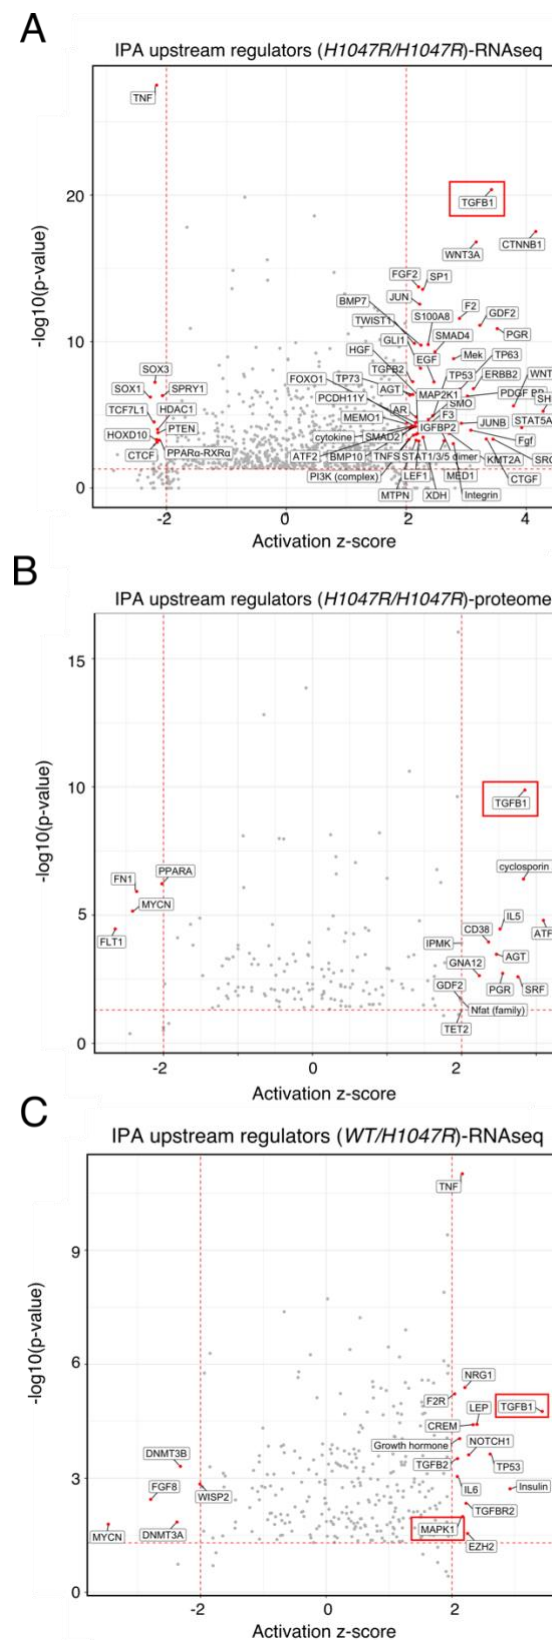 A
IPA upstream regulators (H1047R/H1047R)-RNAseq
-log10(p-value)
20
10
0
TNF
TGFB1
CTNNB1
WNT3A
FGF2
SP1
JUN
BMP7
S100A8
F2
GDF2
TWIST1
GLI1
SMAD4
PGR
HGF
EGF
Mek
TP63
TGFB2
TP53
ERBB2
WNT
SOX3
FOXO1
TP73
AGT
MAP2K1
PDGF BB
SH
SOX1
SPRY1
PCDH11Y
AR
SMO
TCF7L1
HDAC1
MEMO1
F3
JUNB
STAT5A
HOXD10
PTEN
cytokine
SMAD2
IGFBP2
Fgf
CTCF
PPARα-RXRα
ATF2
BMP10
TNFS
STAT1/3/5 dimer
KMT2A
SRC
PI3K (complex)
LEF1
MED1
CTGF
MTPN
XDH
Integrin
-2
0
2
4
Activation z-score
B
IPA upstream regulators (H1047R/H1047R)-proteome
-log10(p-value)
15
10
5
0
TGFB1
PPARA
FN1
MYCN
FLT1
cyclosporin
IL5
CD38
ATF
IPMK
AGT
GNA12
GDF2
PGR
SRF
Nfat (family)
TET2
-2
0
2
Activation z-score
C
IPA upstream regulators (WT/H1047R)-RNAseq
-log10(p-value)
9
6
3
0
TNF
NRG1
F2R
LEP
TGFB1
CREM
Growth hormone
NOTCH1
DNMT3B
TGFB2
TP53
FGF8
WISP2
IL6
Insulin
TGFBR2
MYCN
DNMT3A
MAPK1
EZH2
-2
0
2
Activation z-score